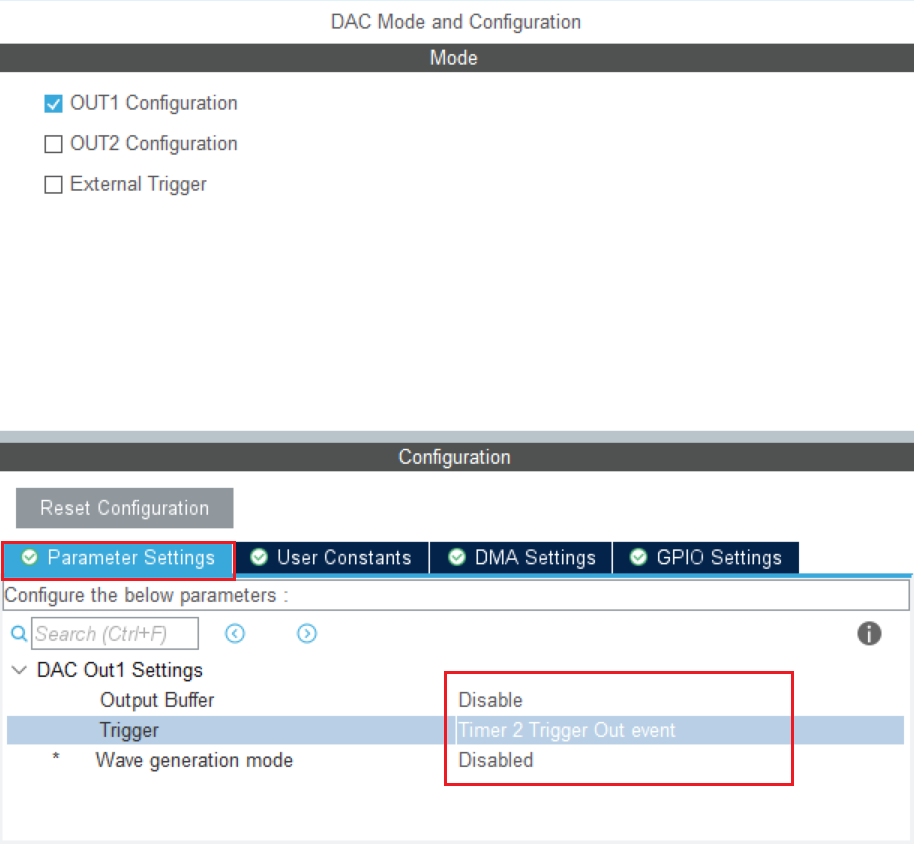 DAC Mode and Configuration
Mode
OUT1 Configuration
OUT2 Configuration
External Trigger
Configuration
Reset Configuration
Parameter Settings User Constants DMA Settings GPIO Settings
Configure the below parameters :
Search (Ctrl+F)
DAC Out1 Settings
Output Buffer Disable
Trigger Timer 2 Trigger Out event
* Wave generation mode Disabled